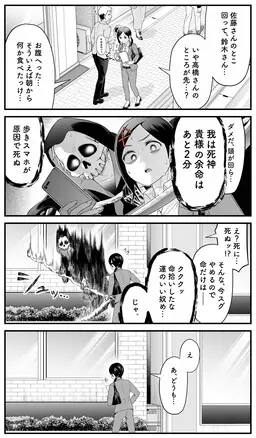 佐藤さんのとこ
回って、鈴木さん…
いや高橋さんの
ところが先…？
お腹へった…
そういえば朝から
何か食べたっけ…
ダメだ、頭が回ら…
我は死神
貴様の余命は
あと2分
歩きスマホが
原因で死ぬ
え？死に…
死ぬッ!?
そんな、今スグ
やめるので
命だけは——
クククッ
命拾いしたな
運のいい奴め…
じゃ、
え
あ、どうも…